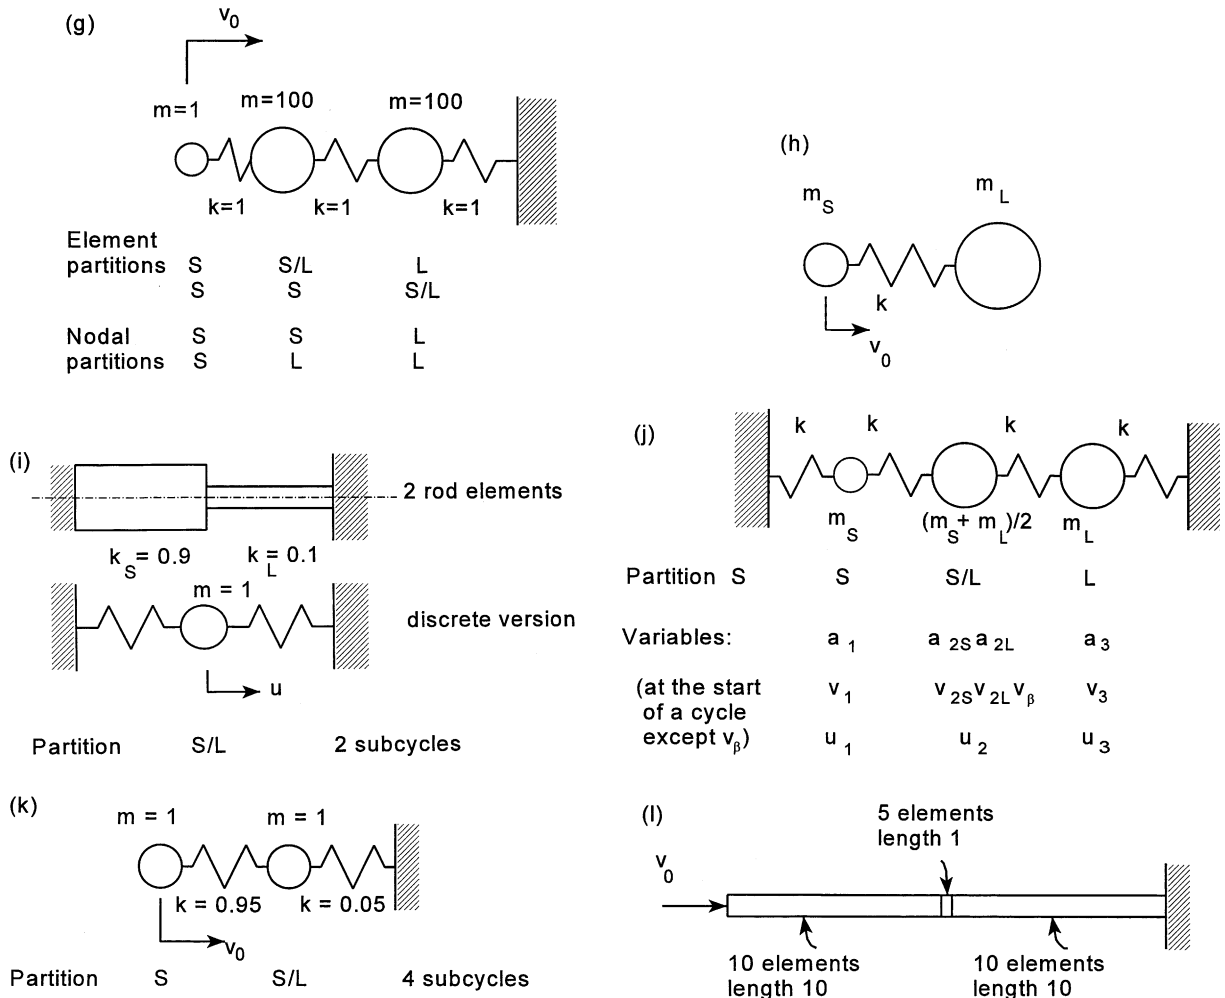 (g)
v0
m=1 m=100 m=100
k=1 k=1 k=1
Element
partitions S S/L L
S S S/L
Nodal S S L
partitions S L L
(h)
mS mL
k
v0
(i)
2 rod elements
kS = 0.9 kL = 0.1
m = 1
discrete version
u
Partition S/L 2 subcycles
(j)
k k k k
mS (mS + mL)/2 mL
Partition S S S/L L
Variables: a1 a2S a2L a3
(at the start v1 v2S v2L vβ v3
of a cycle
except vβ) u1 u2 u3
(k)
m = 1 m = 1
k = 0.95 k = 0.05
v0
Partition S S/L 4 subcycles
(l)
5 elements
length 1
v0
10 elements 10 elements
length 10 length 10